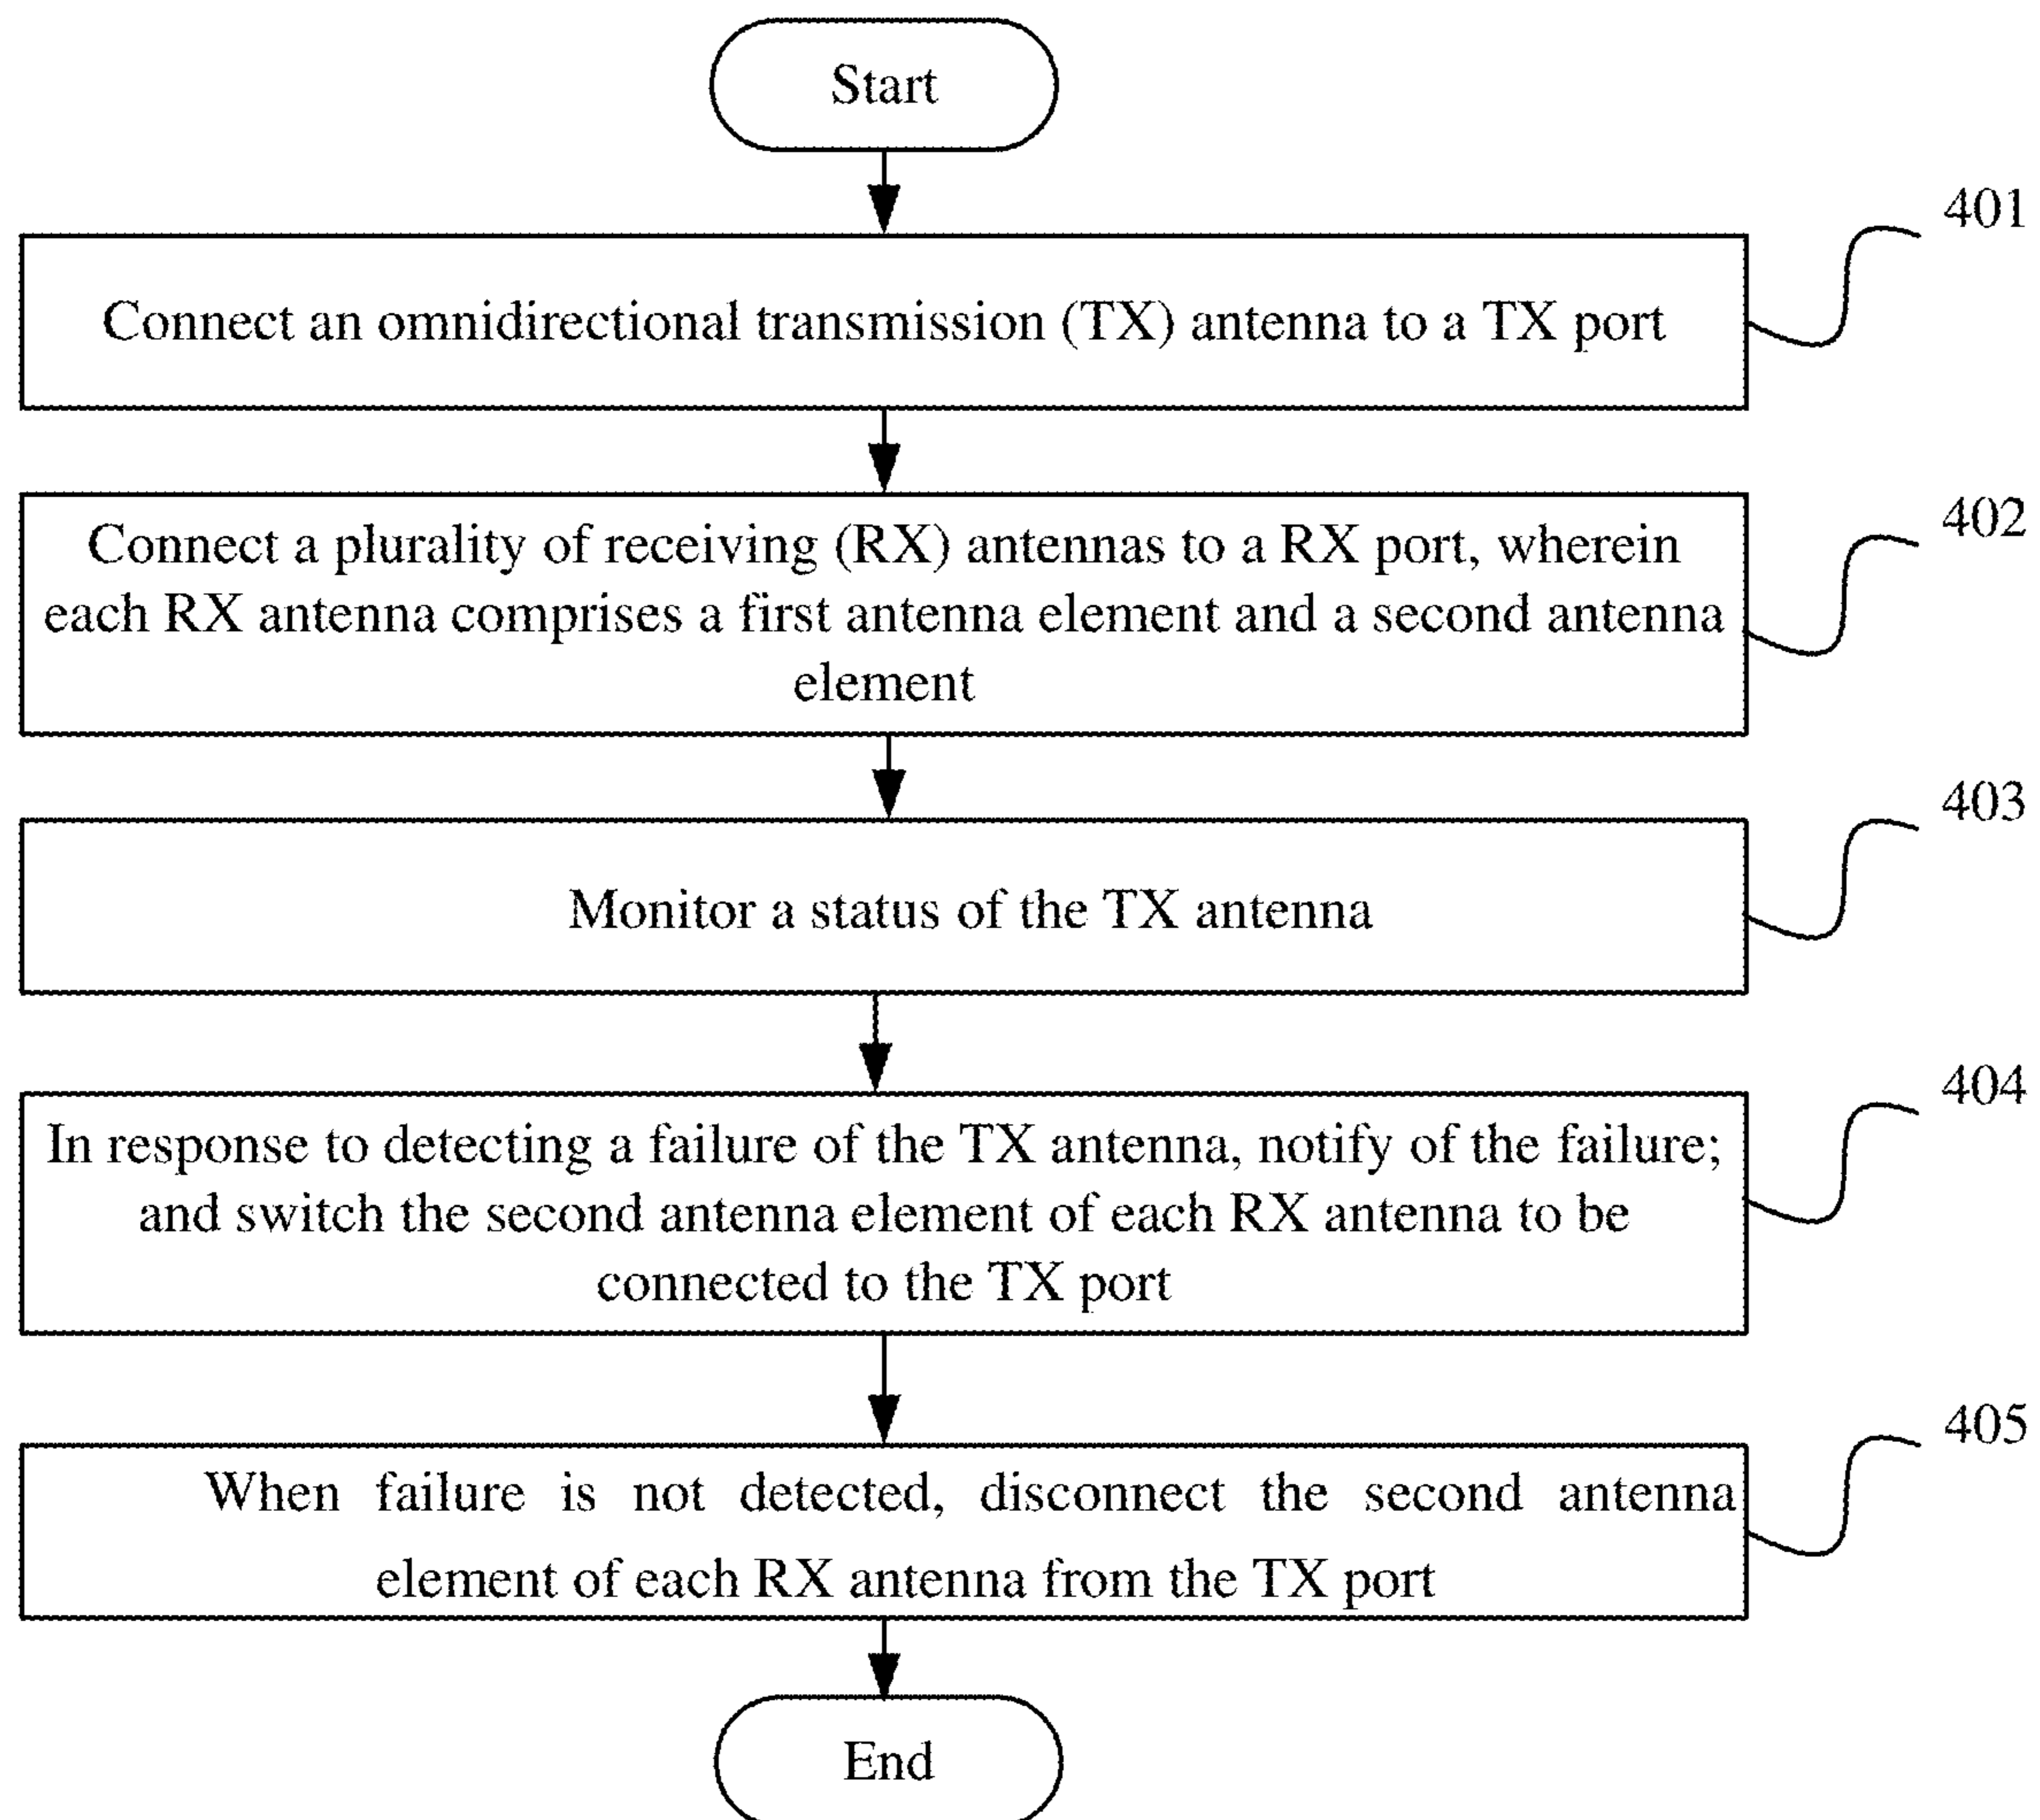 Start
401
Connect an omnidirectional transmission (TX) antenna to a TX port
402
Connect a plurality of receiving (RX) antennas to a RX port, wherein
each RX antenna comprises a first antenna element and a second antenna
element
403
Monitor a status of the TX antenna
404
In response to detecting a failure of the TX antenna, notify of the failure;
and switch the second antenna element of each RX antenna to be
connected to the TX port
405
When failure is not detected, disconnect the second antenna
element of each RX antenna from the TX port
End